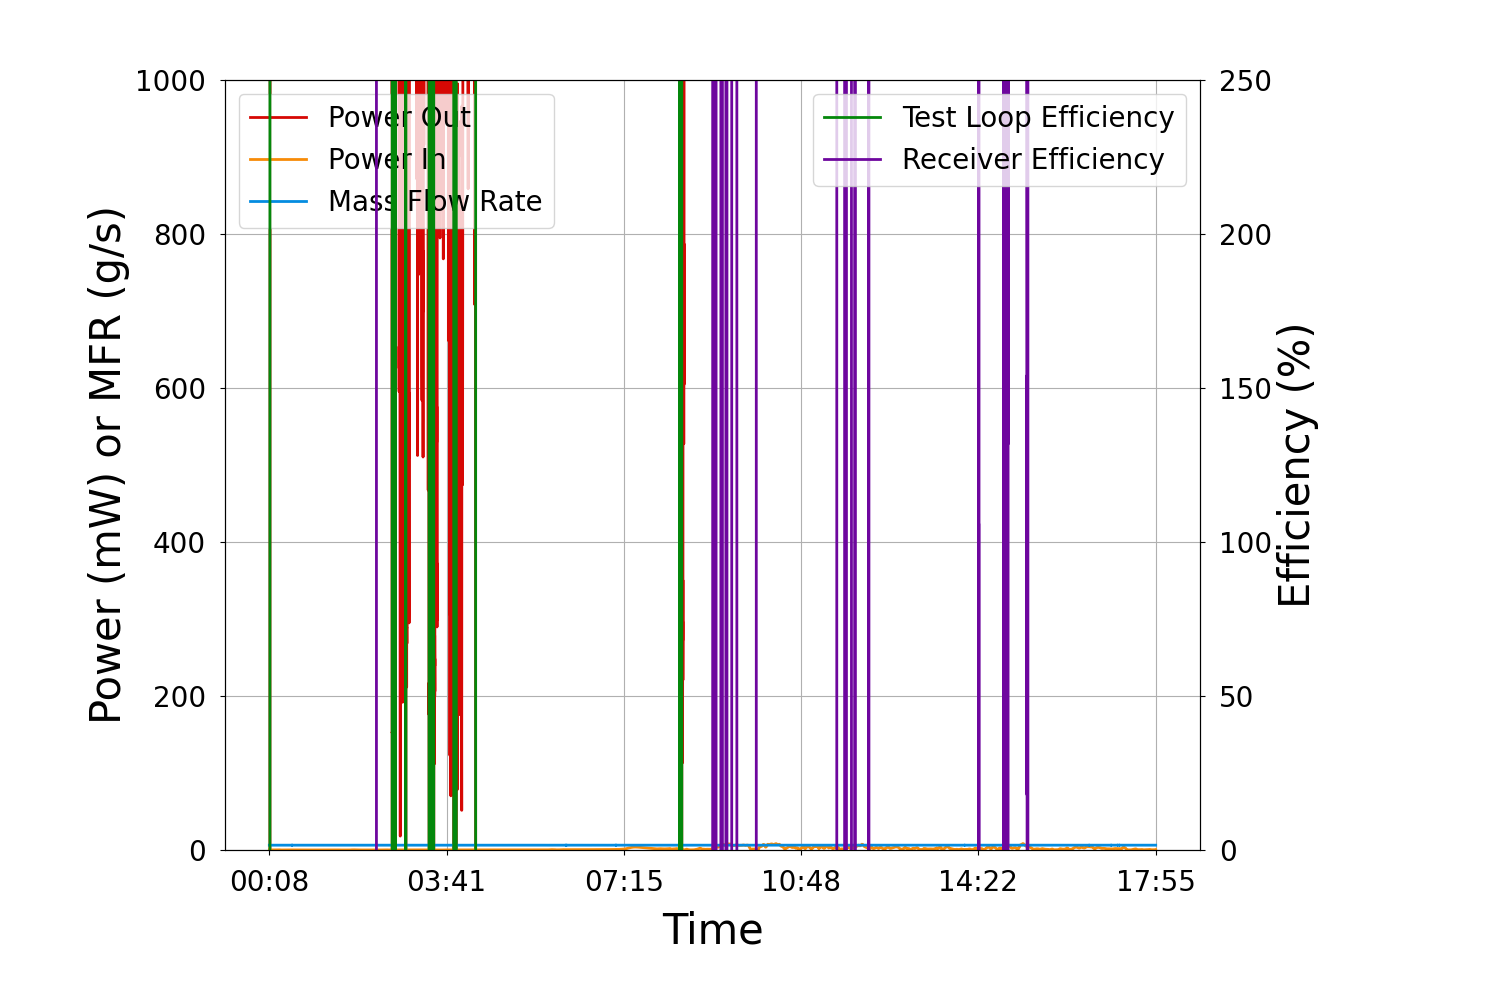 1000
800
600
400
200
0
Power (mW) or MFR (g/s)
Power Out
Power In
Mass Flow Rate
Test Loop Efficiency
Receiver Efficiency
250
200
150
100
50
0
Efficiency (%)
00:08 03:41 07:15 10:48 14:22 17:55
Time